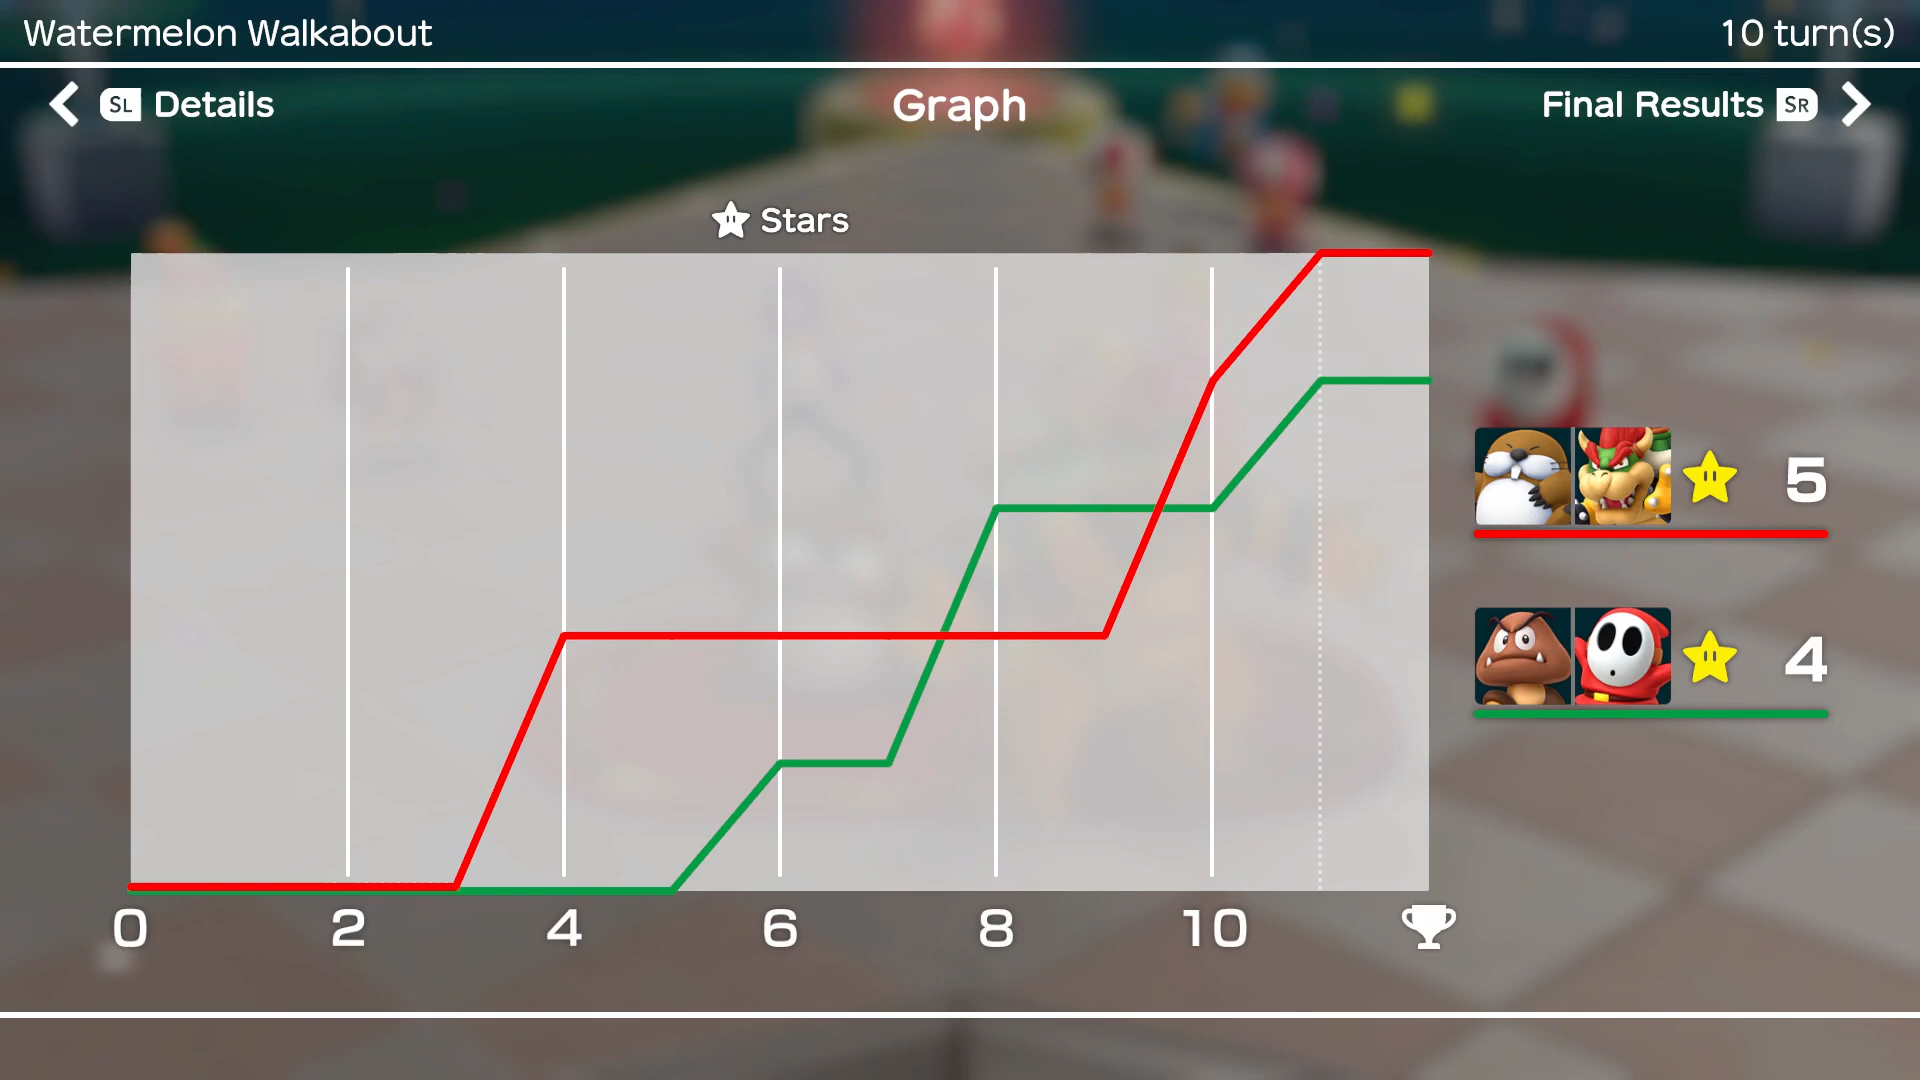 Watermelon Walkabout
10 turn(s)
SL Details
Graph
Final Results SR
Stars
5
4
0 2 4 6 8 10